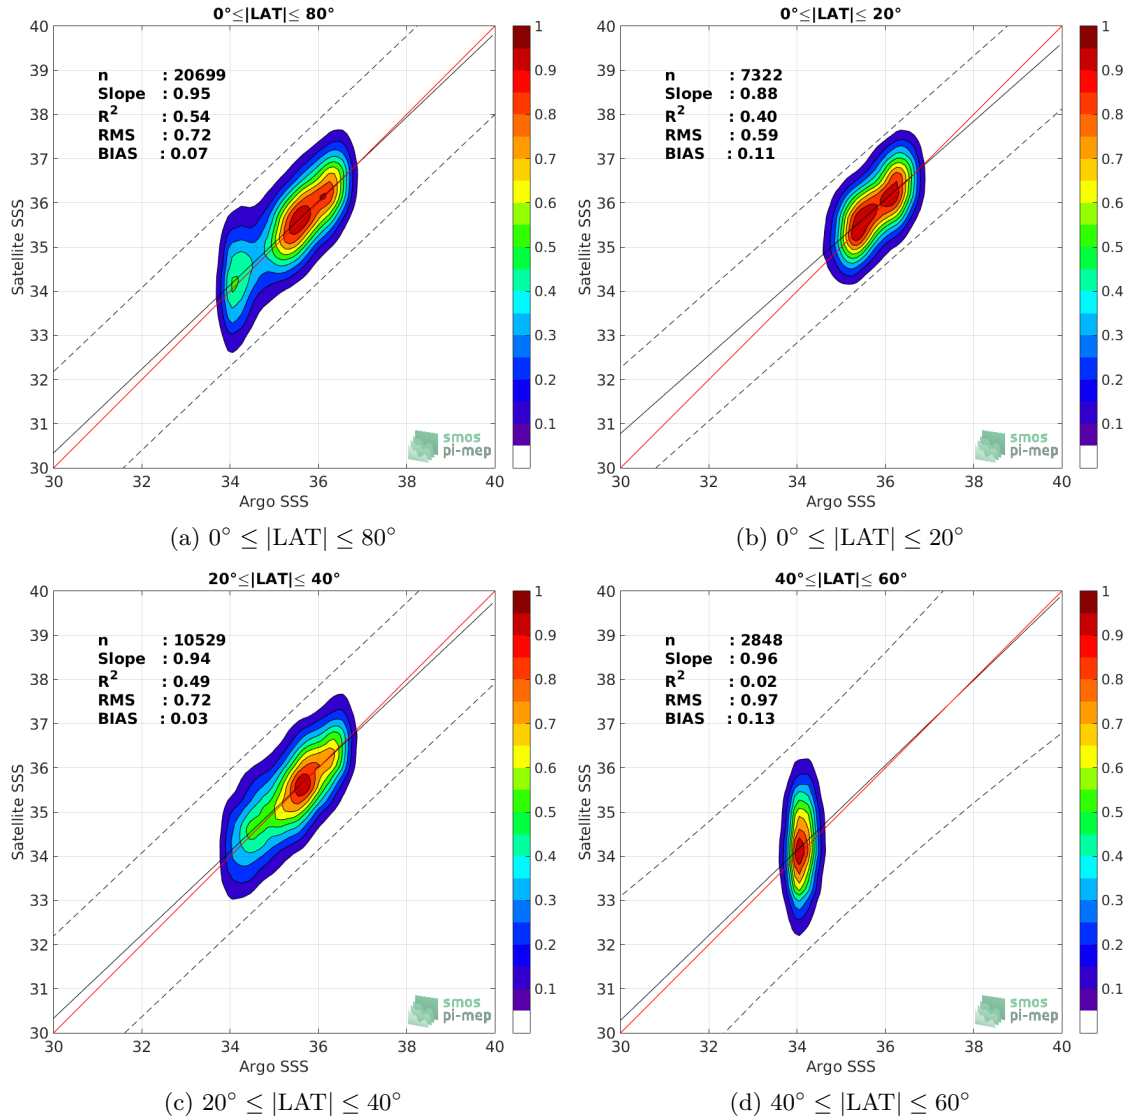 0°≤|LAT|≤ 80°
n : 20699
Slope : 0.95
R² : 0.54
RMS : 0.72
BIAS : 0.07
40
39
38
37
36
35
34
33
32
31
30
Satellite SSS
30 32 34 36 38 40
Argo SSS
1
0.9
0.8
0.7
0.6
0.5
0.4
0.3
0.2
0.1
smos
pi-mep
(a) 0° ≤ |LAT| ≤ 80°
0°≤|LAT|≤ 20°
n : 7322
Slope : 0.88
R² : 0.40
RMS : 0.59
BIAS : 0.11
40
39
38
37
36
35
34
33
32
31
30
Satellite SSS
30 32 34 36 38 40
Argo SSS
1
0.9
0.8
0.7
0.6
0.5
0.4
0.3
0.2
0.1
smos
pi-mep
(b) 0° ≤ |LAT| ≤ 20°
20°≤|LAT|≤ 40°
n : 10529
Slope : 0.94
R² : 0.49
RMS : 0.72
BIAS : 0.03
40
39
38
37
36
35
34
33
32
31
30
Satellite SSS
30 32 34 36 38 40
Argo SSS
1
0.9
0.8
0.7
0.6
0.5
0.4
0.3
0.2
0.1
smos
pi-mep
(c) 20° ≤ |LAT| ≤ 40°
40°≤|LAT|≤ 60°
n : 2848
Slope : 0.96
R² : 0.02
RMS : 0.97
BIAS : 0.13
40
39
38
37
36
35
34
33
32
31
30
Satellite SSS
30 32 34 36 38 40
Argo SSS
1
0.9
0.8
0.7
0.6
0.5
0.4
0.3
0.2
0.1
smos
pi-mep
(d) 40° ≤ |LAT| ≤ 60°